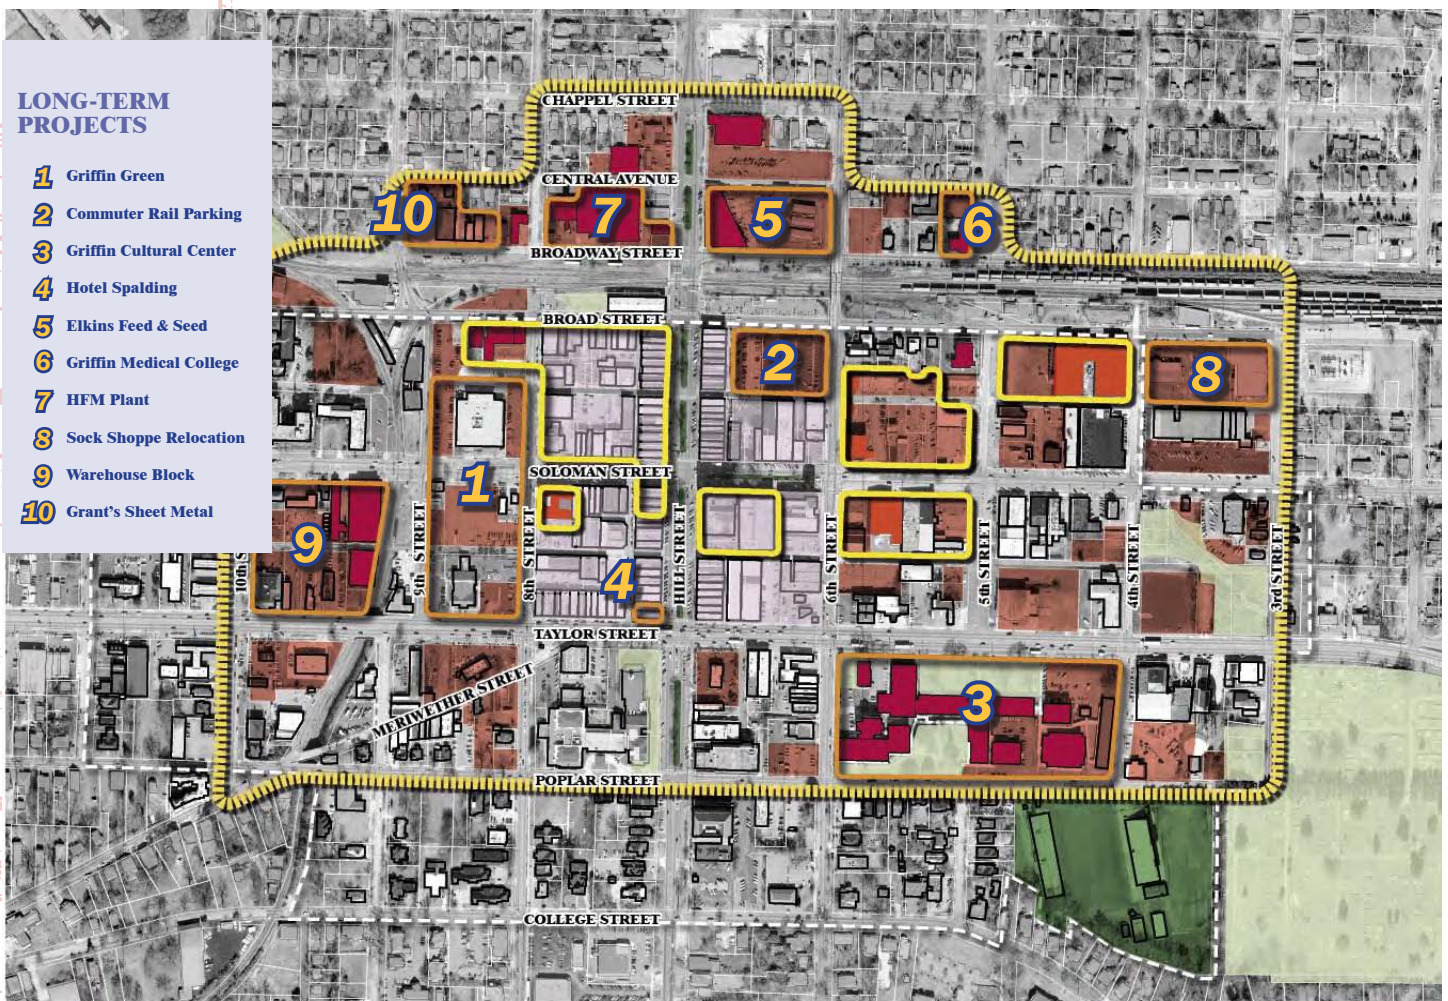 LONG-TERM
PROJECTS
1 Griffin Green
2 Commuter Rail Parking
3 Griffin Cultural Center
4 Hotel Spalding
5 Elkins Feed & Seed
6 Griffin Medical College
7 HFM Plant
8 Sock Shoppe Relocation
9 Warehouse Block
10 Grant's Sheet Metal
CHAPPEL STREET
CENTRAL AVENUE
10
7
5
6
BROADWAY STREET
BROAD STREET
2
8
SOLOMAN STREET
1
9
4
9th STREET
8th STREET
HILL STREET
6th STREET
5th STREET
4th STREET
3rd STREET
TAYLOR STREET
MERIWETHER STREET
3
POPLAR STREET
COLLEGE STREET